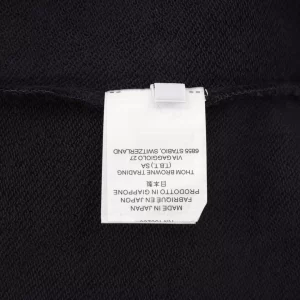 MADE IN JAPAN
FABRIQUE EN JAPON
PRODOTTO IN GIAPPONE
日本製
THOM BROWNE TRADING
(T.B.T.) SA
VIA GAGGIOLO 27
6855 STABIO, SWITZERLAND